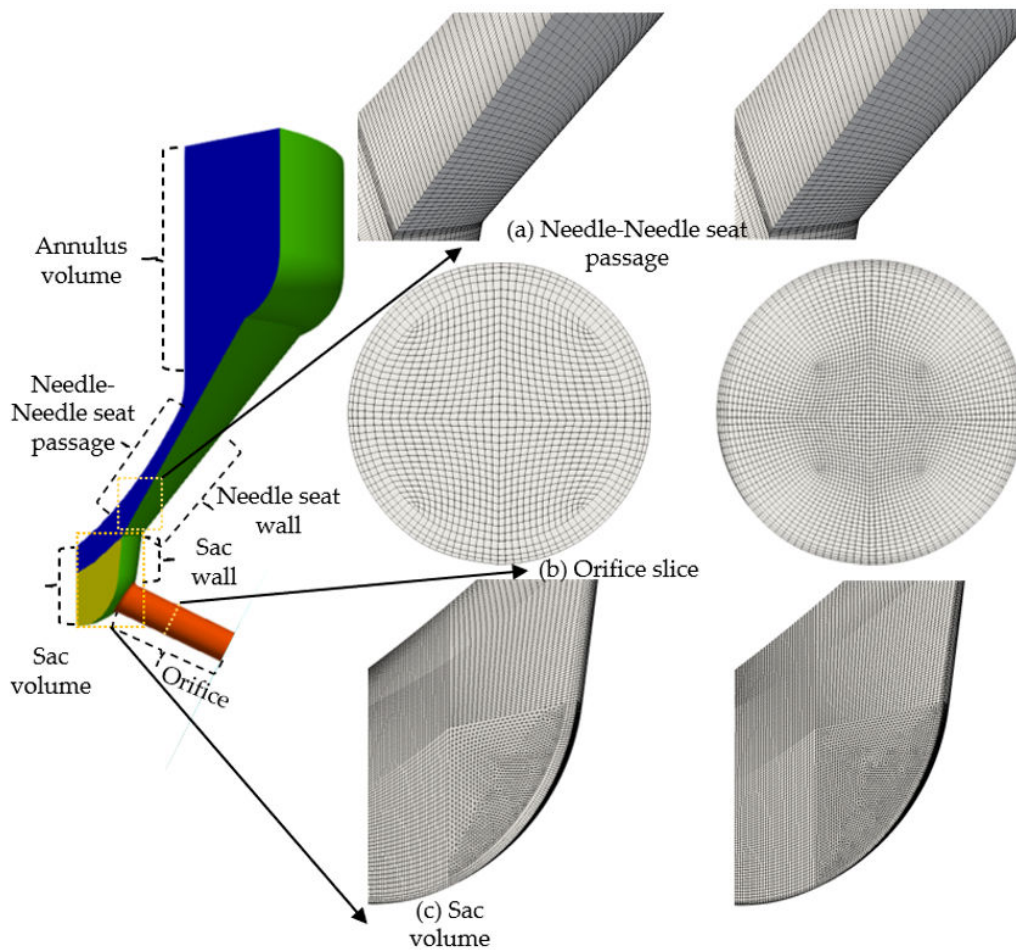 Annulus
volume
Needle-
Needle seat
passage
Needle seat
wall
Sac
wall
Sac
volume
Orifice
(a) Needle-Needle seat
passage
(b) Orifice slice
(c) Sac
volume